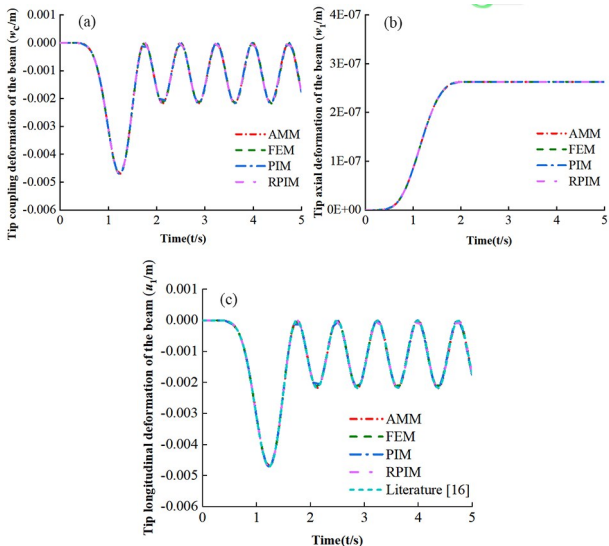 (a)
Tip coupling deformation of the beam (wc/m)
0.001
0.000
-0.001
-0.002
-0.003
-0.004
-0.005
-0.006
0 1 2 3 4 5
Time(t/s)
AMM
FEM
PIM
RPIM
(b)
Tip axial deformation of the beam (w1/m)
4E-07
3E-07
2E-07
1E-07
0E+00
0 1 2 3 4 5
Time(t/s)
AMM
FEM
PIM
RPIM
(c)
Tip longitudinal deformation of the beam (u1/m)
0.001
0.000
-0.001
-0.002
-0.003
-0.004
-0.005
-0.006
0 1 2 3 4 5
Time(t/s)
AMM
FEM
PIM
RPIM
Literature [16]